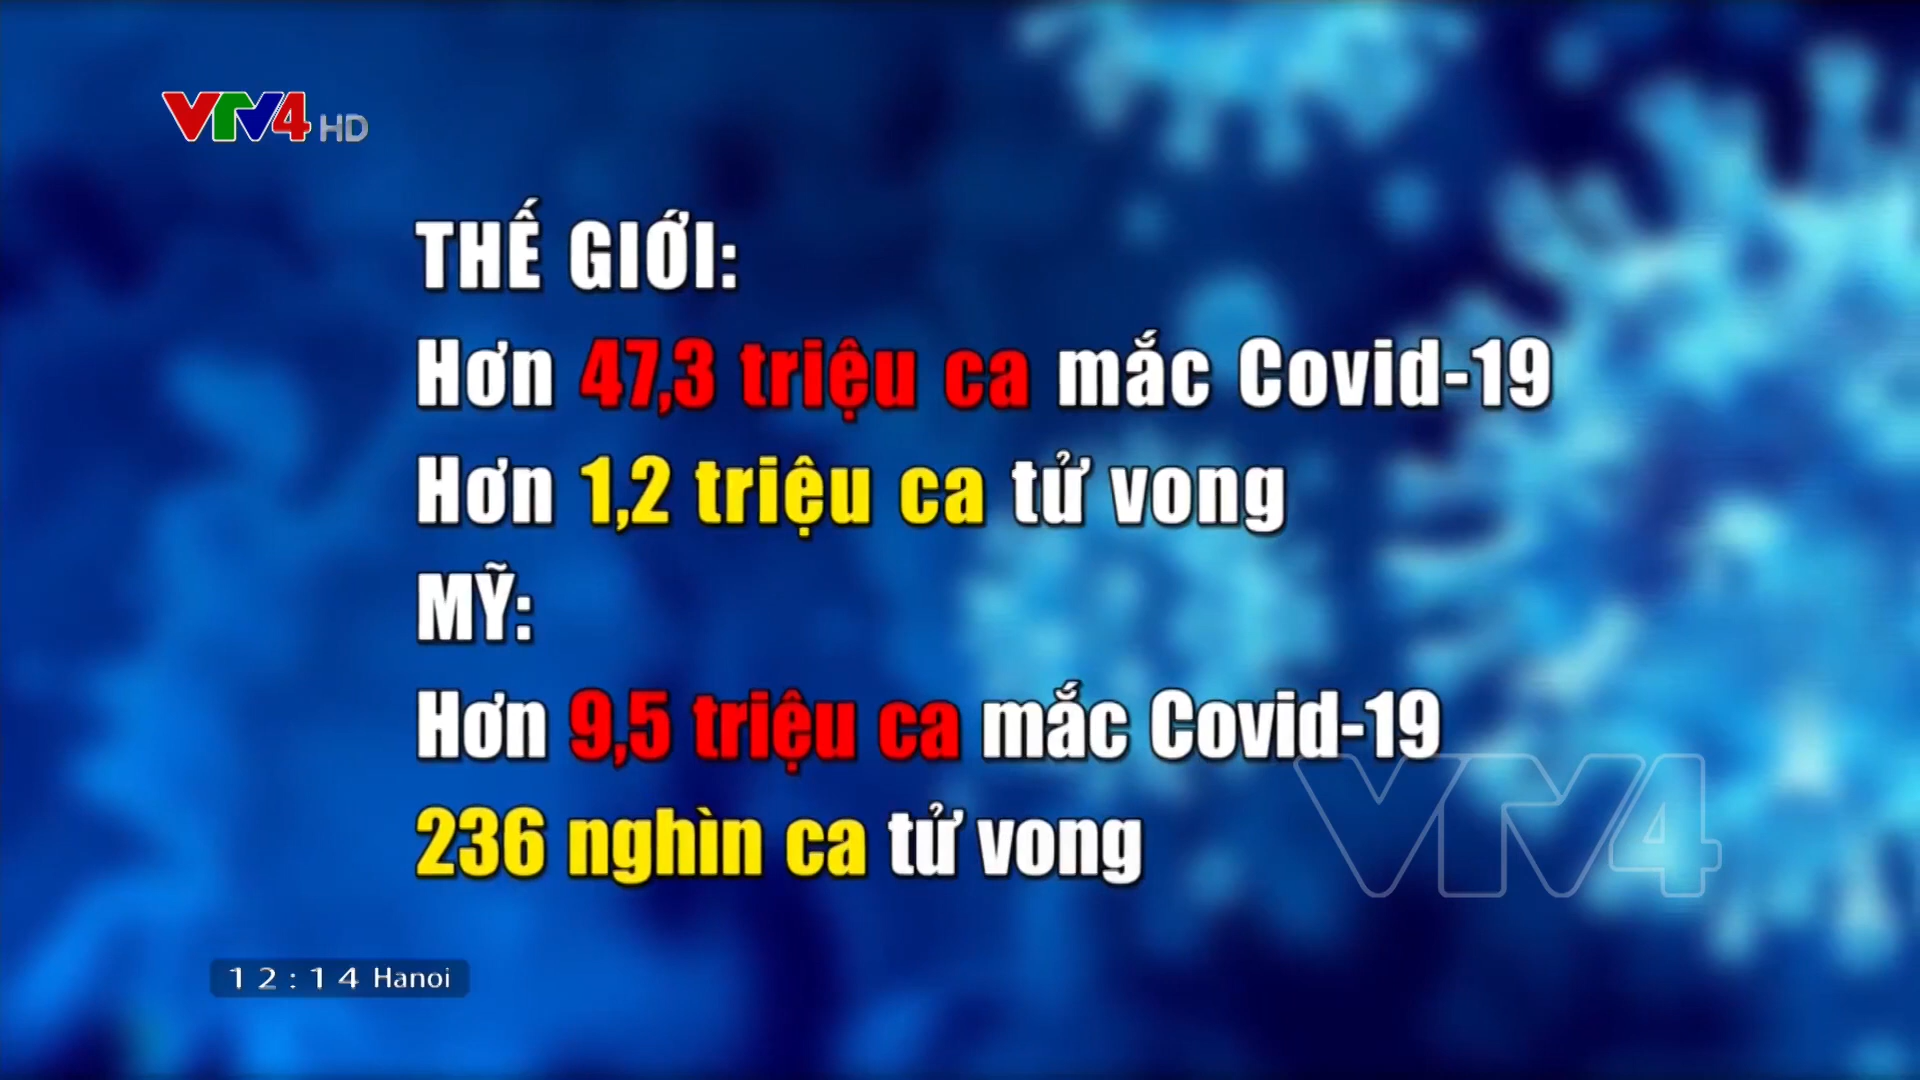 VTV4 HD
THẾ GIỚI:
Hơn 47,3 triệu ca mắc Covid-19
Hơn 1,2 triệu ca tử vong
MỸ:
Hơn 9,5 triệu ca mắc Covid-19
236 nghìn ca tử vong
VTV4
12:14 Hanoi